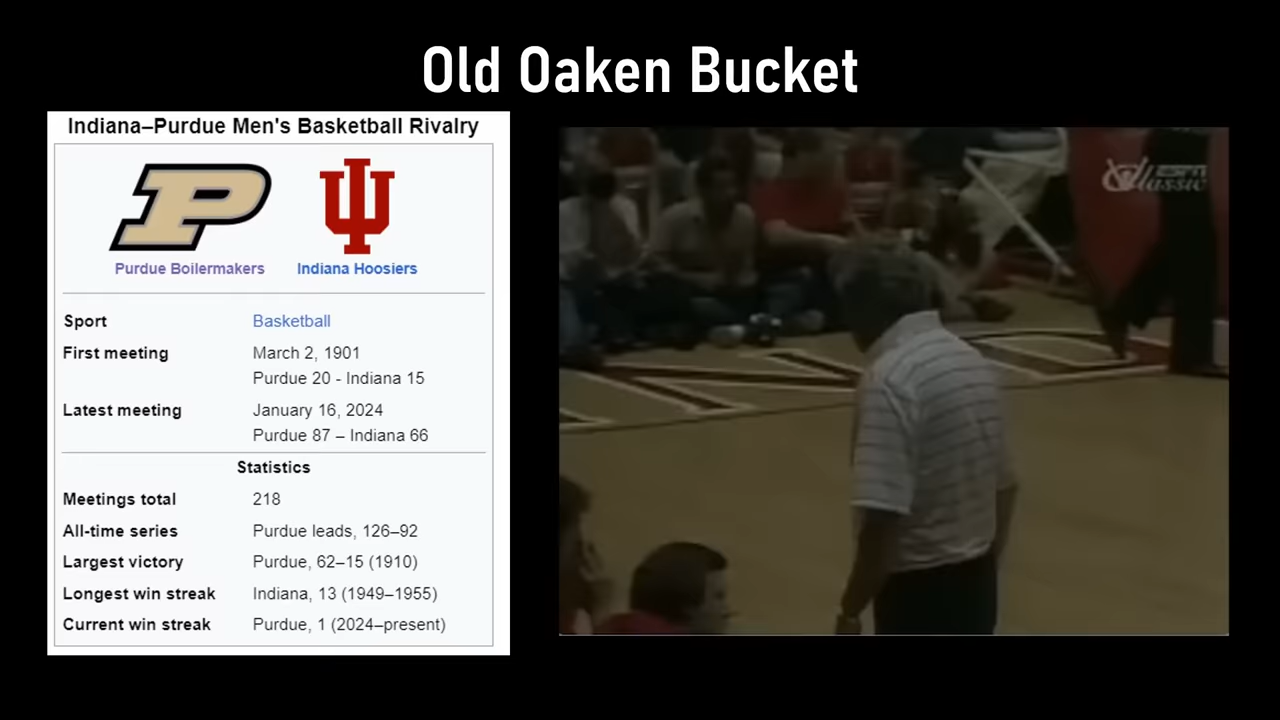 Old Oaken Bucket
Indiana–Purdue Men's Basketball Rivalry
P
IU
Purdue Boilermakers
Indiana Hoosiers
Sport Basketball
First meeting March 2, 1901
Purdue 20 - Indiana 15
Latest meeting January 16, 2024
Purdue 87 – Indiana 66
Statistics
Meetings total 218
All-time series Purdue leads, 126–92
Largest victory Purdue, 62–15 (1910)
Longest win streak Indiana, 13 (1949–1955)
Current win streak Purdue, 1 (2024–present)
ESPN
Classic